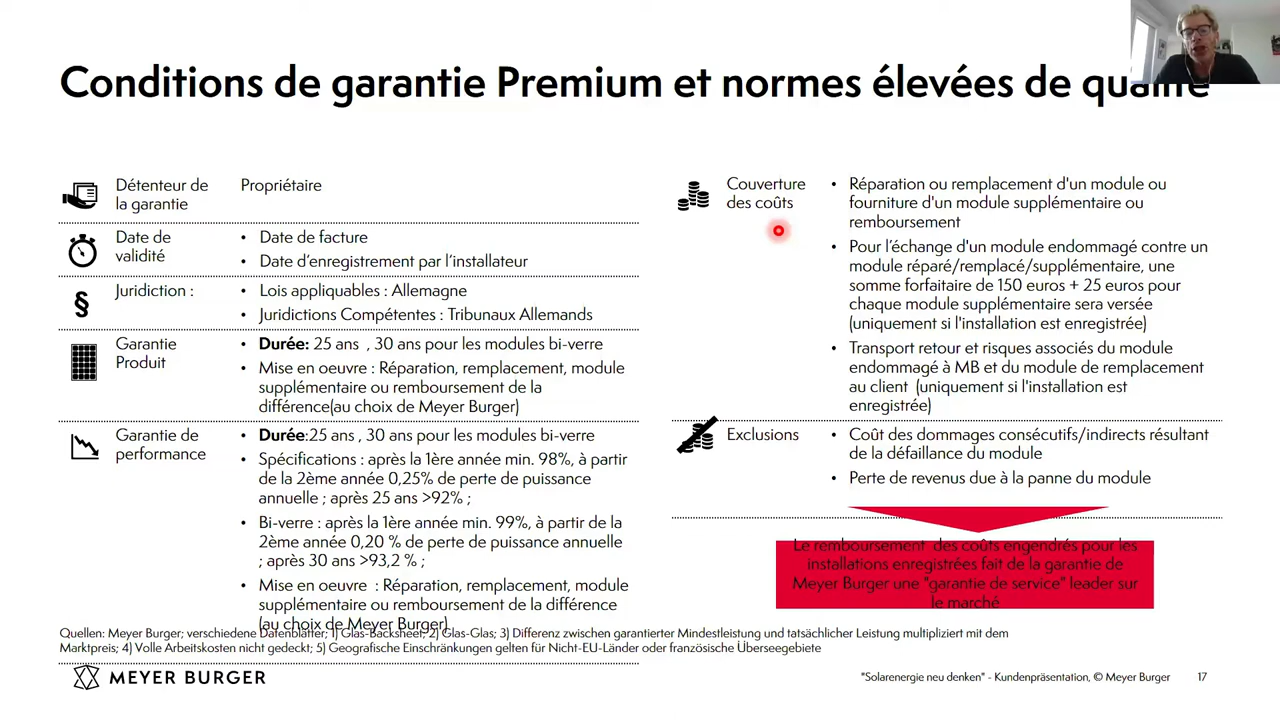 Conditions de garantie Premium et normes élevées de qualité
Détenteur de
la garantie
Propriétaire
Date de
validité
• Date de facture
• Date d’enregistrement par l’installateur
§
Juridiction :
• Lois appliquables : Allemagne
• Juridictions Compétentes : Tribunaux Allemands
Garantie
Produit
• Durée: 25 ans , 30 ans pour les modules bi-verre
• Mise en oeuvre : Réparation, remplacement, module
supplémentaire ou remboursement de la
différence(au choix de Meyer Burger)
Garantie de
performance
• Durée:25 ans , 30 ans pour les modules bi-verre
• Spécifications : après la 1ère année min. 98%, à partir
de la 2ème année 0,25% de perte de puissance
annuelle ; après 25 ans >92% ;
• Bi-verre : après la 1ère année min. 99%, à partir de la
2ème année 0,20 % de perte de puissance annuelle
; après 30 ans >93,2 % ;
• Mise en oeuvre : Réparation, remplacement, module
supplémentaire ou remboursement de la différence
(au choix de Meyer Burger)
Couverture
des coûts
• Réparation ou remplacement d'un module ou
fourniture d'un module supplémentaire ou
remboursement
• Pour l’échange d'un module endommagé contre un
module réparé/remplacé/supplémentaire, une
somme forfaitaire de 150 euros + 25 euros pour
chaque module supplémentaire sera versée
(uniquement si l'installation est enregistrée)
• Transport retour et risques associés du module
endommagé à MB et du module de remplacement
au client (uniquement si l'installation est
enregistrée)
Exclusions
• Coût des dommages consécutifs/indirects résultant
de la défaillance du module
• Perte de revenus due à la panne du module
Le remboursement des coûts engendrés pour les
installations enregistrées fait de la garantie de
Meyer Burger une "garantie de service" leader sur
le marché
Quellen: Meyer Burger; verschiedene Datenblätter; 1) Glas-Backsheet; 2) Glas-Glas; 3) Differenz zwischen garantierter Mindestleistung und tatsächlicher Leistung multipliziert mit dem
Marktpreis; 4) Volle Arbeitskosten nicht gedeckt; 5) Geografische Einschränkungen gelten für Nicht-EU-Länder oder französische Überseegebiete
MEYER BURGER
"Solarenergie neu denken" - Kundenpräsentation, © Meyer Burger
17